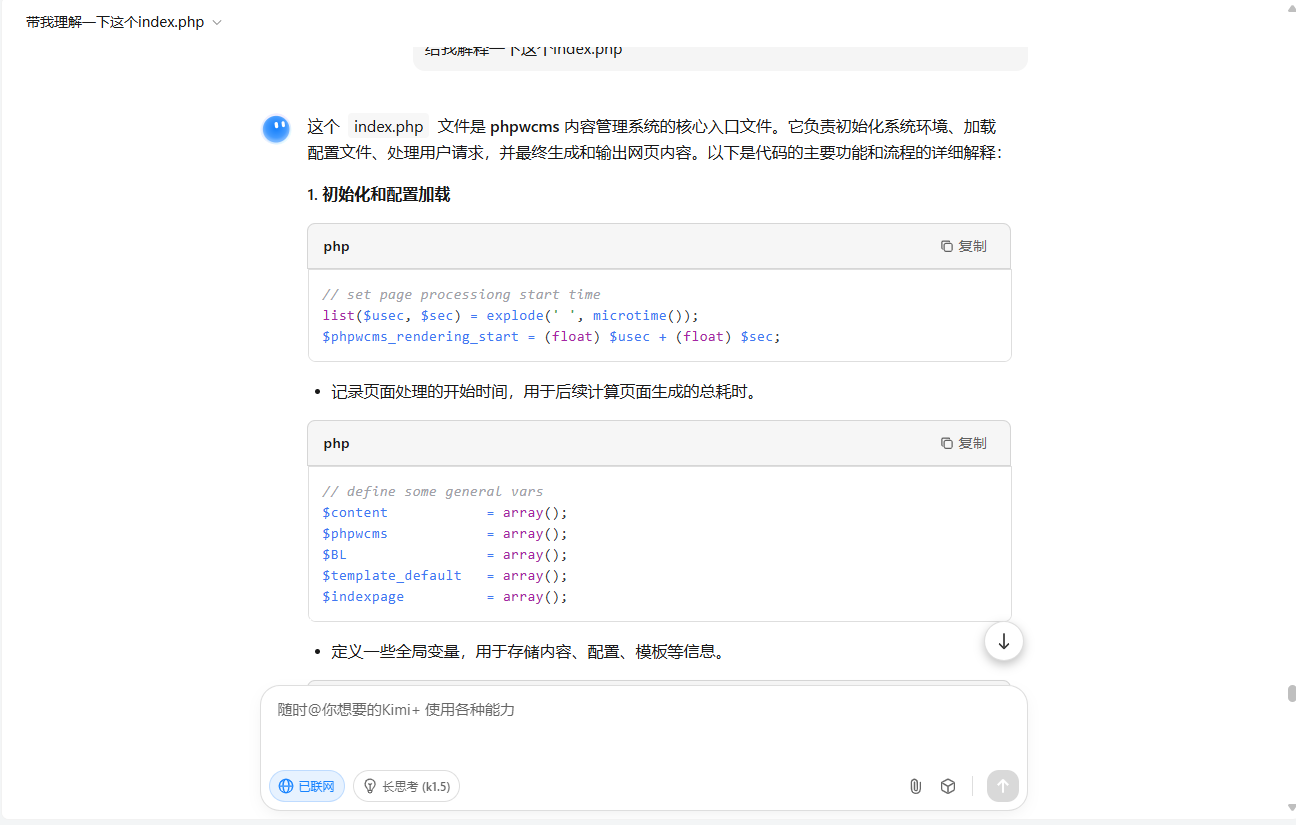 带我理解一下这个index.php
给我解释一下这个index.php
这个 index.php 文件是 phpwcms 内容管理系统的核心入口文件。它负责初始化系统环境、加载
配置文件、处理用户请求，并最终生成和输出网页内容。以下是代码的主要功能和流程的详细解释：
1. 初始化和配置加载
php
复制
// set page processiong start time
list($usec, $sec) = explode(' ', microtime());
$phpwcms_rendering_start = (float) $usec + (float) $sec;
• 记录页面处理的开始时间，用于后续计算页面生成的总耗时。
php
复制
// define some general vars
$content = array();
$phpwcms = array();
$BL = array();
$template_default = array();
$indexpage = array();
• 定义一些全局变量，用于存储内容、配置、模板等信息。
随时@你想要的Kimi+ 使用各种能力
已联网
长思考 (k1.5)